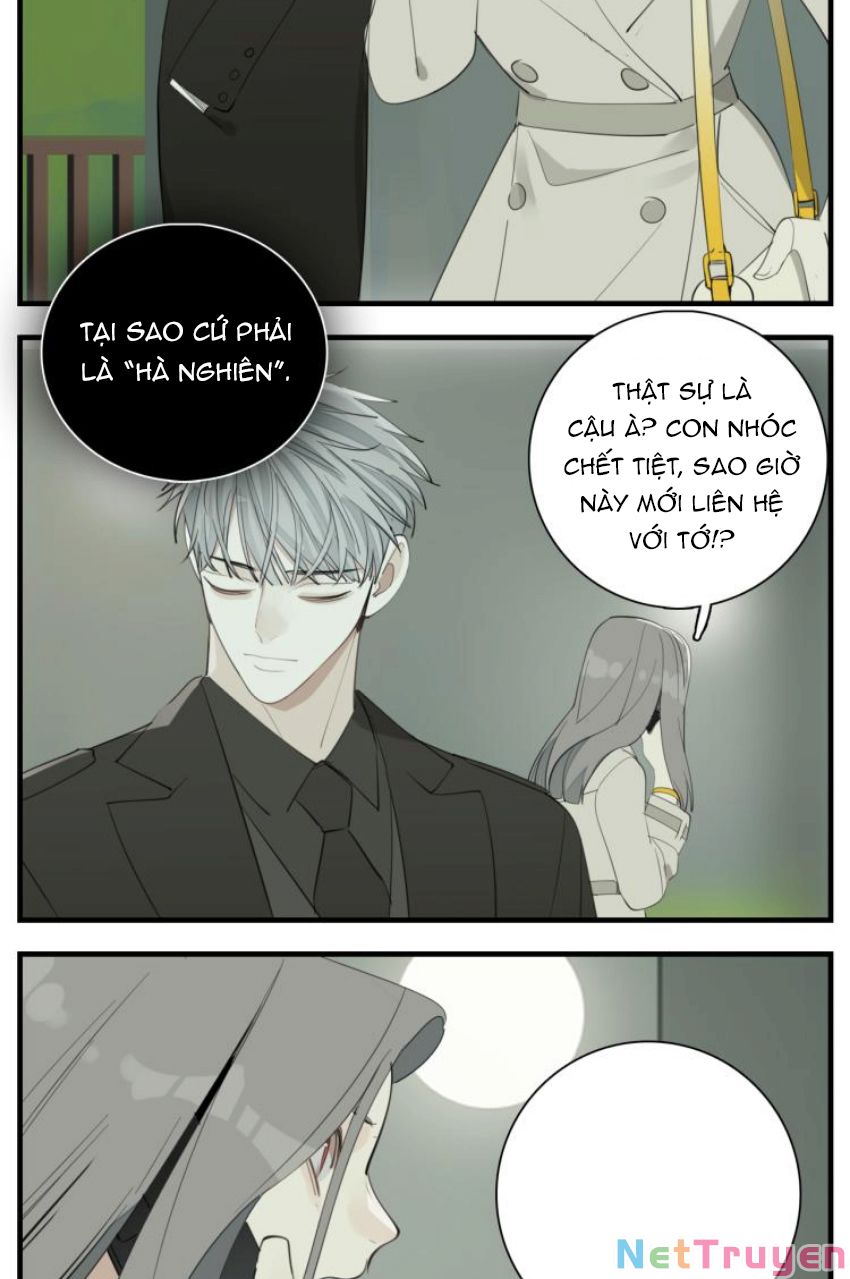 TẠI SAO CỨ PHẢI
LÀ “HÀ NGHIÊN”.
THẬT SỰ LÀ
CẬU À? CON NHÓC
CHẾT TIỆT, SAO GIỜ
NÀY MỚI LIÊN HỆ
VỚI TỚ!?
NETTRUYEN